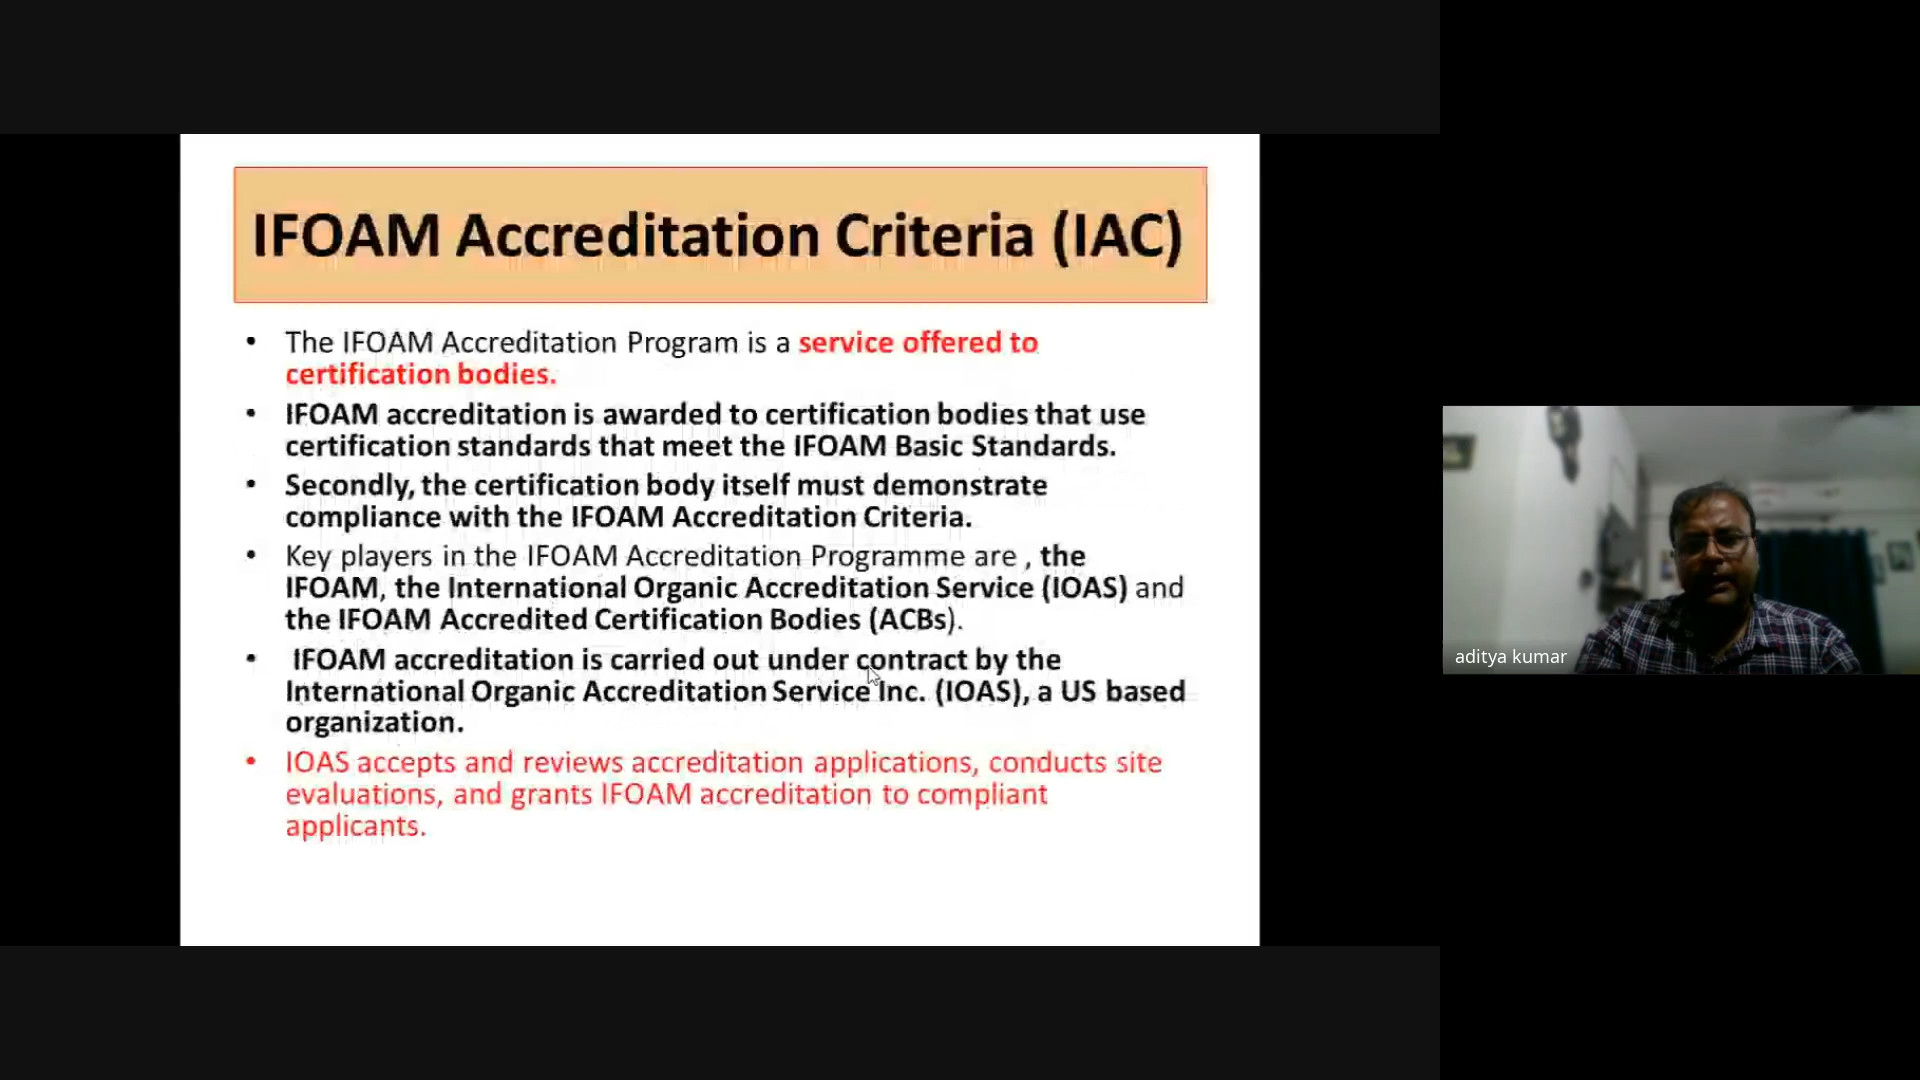 IFOAM Accreditation Criteria (IAC)
• The IFOAM Accreditation Program is a service offered to
certification bodies.
• IFOAM accreditation is awarded to certification bodies that use
certification standards that meet the IFOAM Basic Standards.
• Secondly, the certification body itself must demonstrate
compliance with the IFOAM Accreditation Criteria.
• Key players in the IFOAM Accreditation Programme are , the
IFOAM, the International Organic Accreditation Service (IOAS) and
the IFOAM Accredited Certification Bodies (ACBs).
• IFOAM accreditation is carried out under contract by the
International Organic Accreditation Service Inc. (IOAS), a US based
organization.
• IOAS accepts and reviews accreditation applications, conducts site
evaluations, and grants IFOAM accreditation to compliant
applicants.
aditya kumar